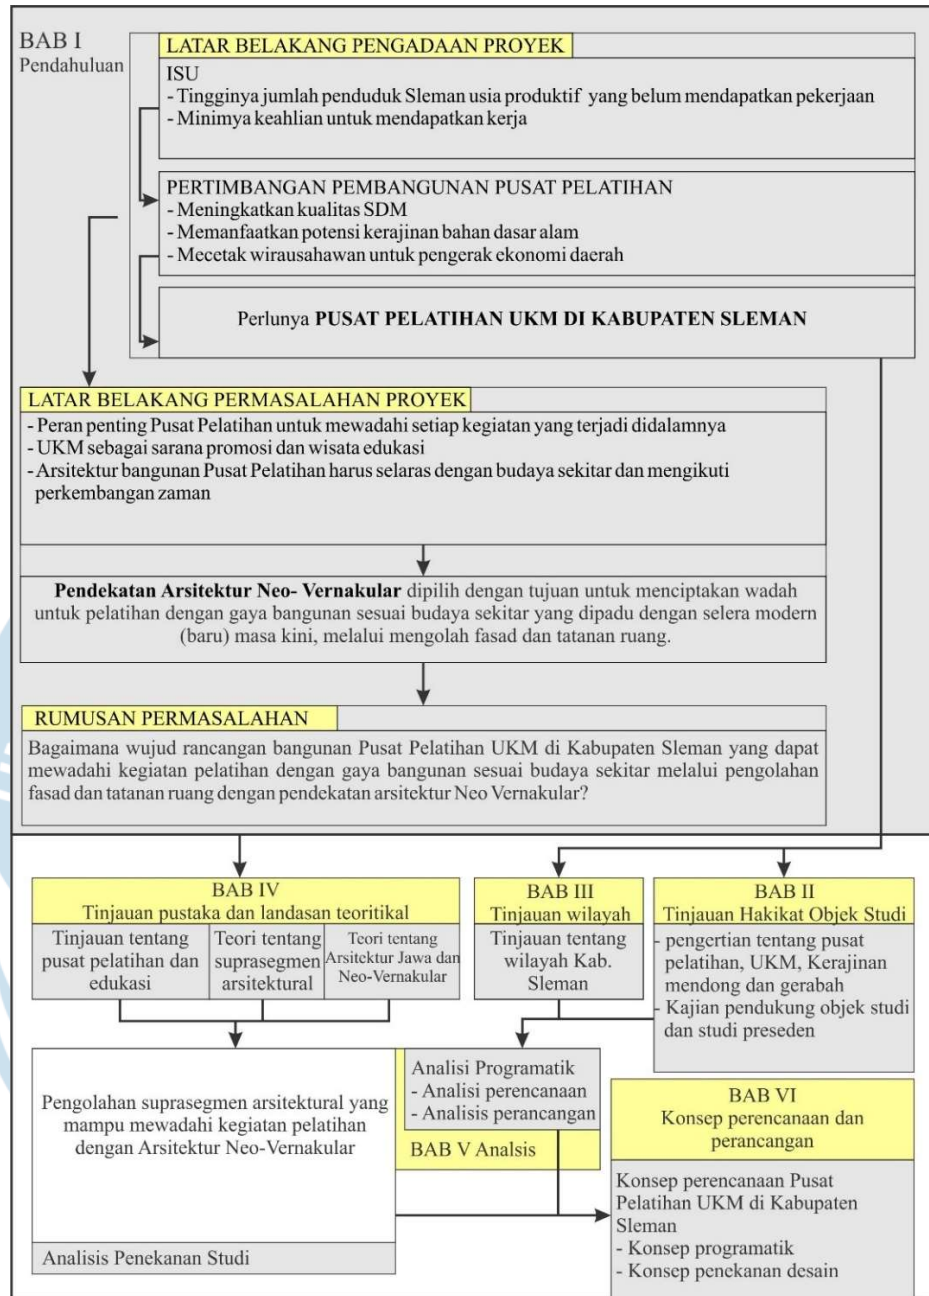 BAB I
Pendahuluan
LATAR BELAKANG PENGADAAN PROYEK
ISU
- Tingginya jumlah penduduk Sleman usia produktif yang belum mendapatkan pekerjaan
- Minimya keahlian untuk mendapatkan kerja
PERTIMBANGAN PEMBANGUNAN PUSAT PELATIHAN
- Meningkatkan kualitas SDM
- Memanfaatkan potensi kerajinan bahan dasar alam
- Mecetak wirausahawan untuk pengerak ekonomi daerah
Perlunya PUSAT PELATIHAN UKM DI KABUPATEN SLEMAN
LATAR BELAKANG PERMASALAHAN PROYEK
- Peran penting Pusat Pelatihan untuk mewadahi setiap kegiatan yang terjadi didalamnya
- UKM sebagai sarana promosi dan wisata edukasi
- Arsitektur bangunan Pusat Pelatihan harus selaras dengan budaya sekitar dan mengikuti
perkembangan zaman
Pendekatan Arsitektur Neo- Vernakular dipilih dengan tujuan untuk menciptakan wadah
untuk pelatihan dengan gaya bangunan sesuai budaya sekitar yang dipadu dengan selera modern
(baru) masa kini, melalui mengolah fasad dan tatanan ruang.
RUMUSAN PERMASALAHAN
Bagaimana wujud rancangan bangunan Pusat Pelatihan UKM di Kabupaten Sleman yang dapat
mewadahi kegiatan pelatihan dengan gaya bangunan sesuai budaya sekitar melalui pengolahan
fasad dan tatanan ruang dengan pendekatan arsitektur Neo Vernakular?
BAB IV
Tinjauan pustaka dan landasan teoritikal
Tinjauan tentang
pusat pelatihan dan
edukasi
Teori tentang
suprasegmen
arsitektural
Teori tentang
Arsitektur Jawa dan
Neo-Vernakular
BAB III
Tinjauan wilayah
Tinjauan tentang
wilayah Kab.
Sleman
BAB II
Tinjauan Hakikat Objek Studi
- pengertian tentang pusat
pelatihan, UKM, Kerajinan
mendong dan gerabah
- Kajian pendukung objek studi
dan studi preseden
Pengolahan suprasegmen arsitektural yang
mampu mewadahi kegiatan pelatihan
dengan Arsitektur Neo-Vernakular
Analisis Penekanan Studi
Analisi Programatik
- Analisi perencanaan
- Analisis perancangan
BAB V Analsis
BAB VI
Konsep perencanaan dan
perancangan
Konsep perencanaan Pusat
Pelatihan UKM di Kabupaten
Sleman
- Konsep programatik
- Konsep penekanan desain